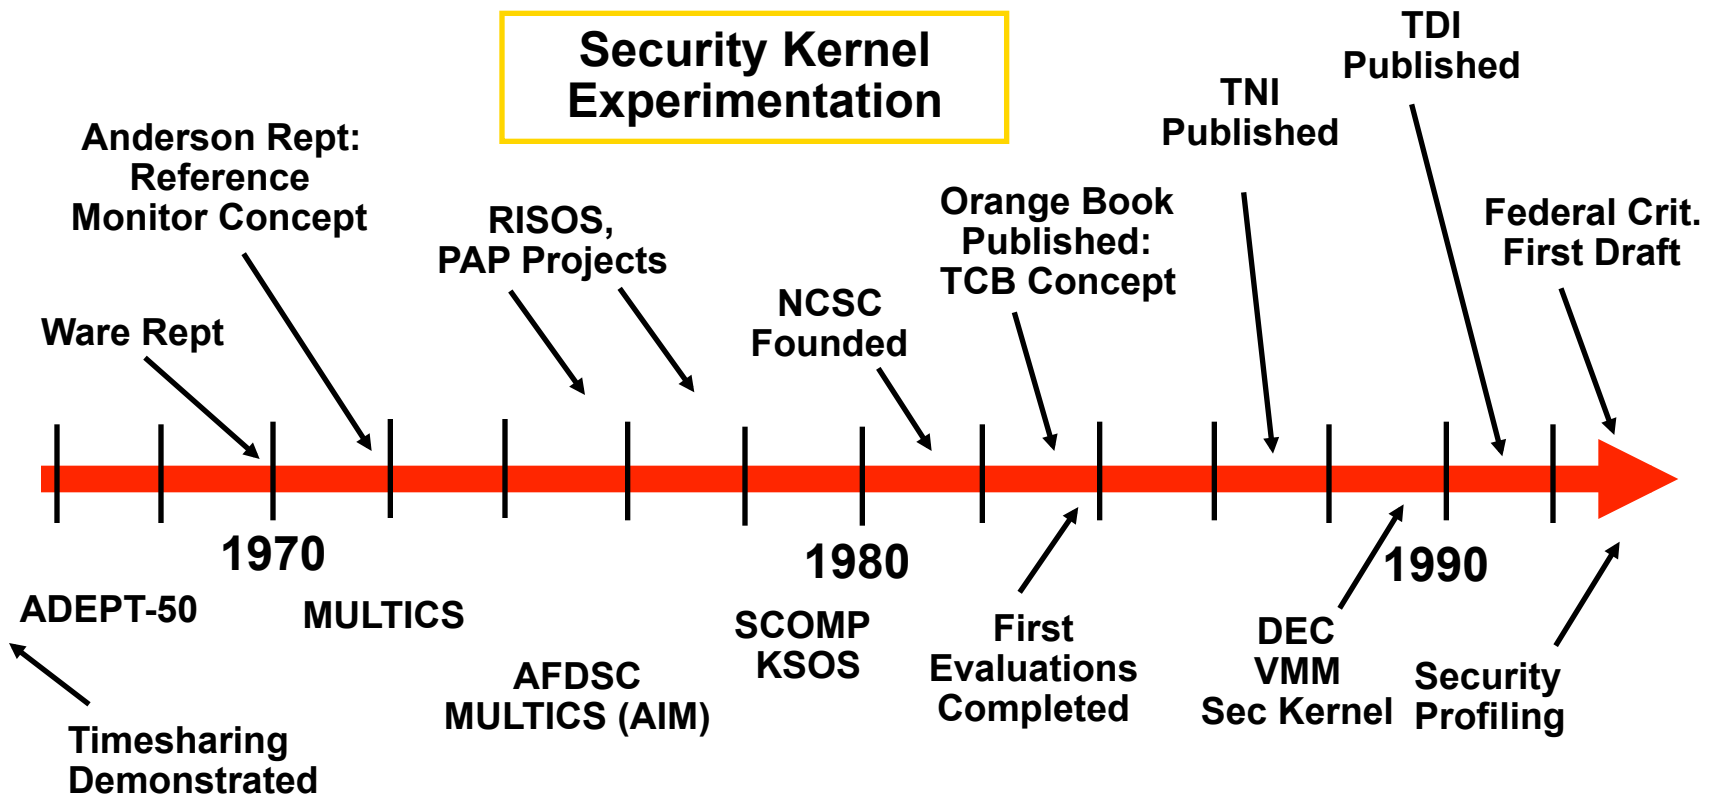 Security Kernel
Experimentation
TDI
Published
TNI
Published
Anderson Rept:
Reference
Monitor Concept
RISOS,
PAP Projects
Orange Book
Published:
TCB Concept
Federal Crit.
First Draft
Ware Rept
NCSC
Founded
1970
1980
1990
ADEPT-50
MULTICS
AFDSC
MULTICS (AIM)
SCOMP
KSOS
First
Evaluations
Completed
DEC
VMM
Sec Kernel
Security
Profiling
Timesharing
Demonstrated